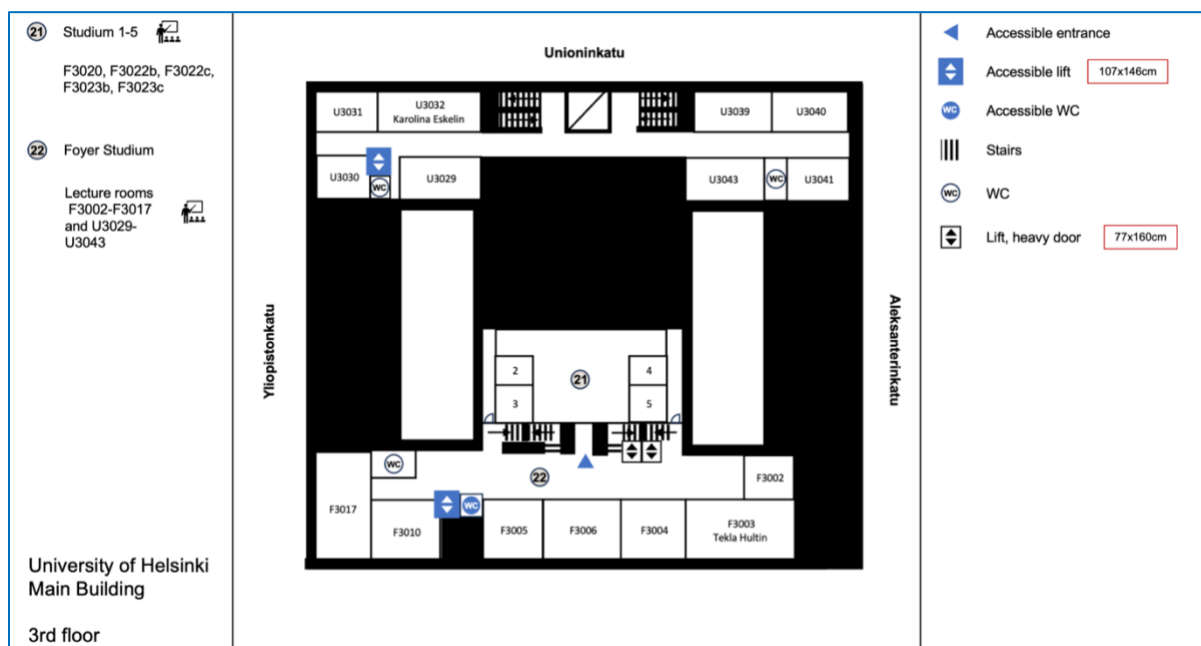 21 Studium 1-5
F3020, F3022b, F3022c,
F3023b, F3023c
22 Foyer Studium
Lecture rooms
F3002-F3017
and U3029-
U3043
University of Helsinki
Main Building
3rd floor
Unioninkatu
U3031
U3032
Karolina Eskelin
U3039
U3040
U3030
WC
U3029
U3043
WC
U3041
Yliopistonkatu
Aleksanterinkatu
2
3
21
4
5
WC
22
F3002
F3017
F3010
WC
F3005
F3006
F3004
F3003
Tekla Hultin
Accessible entrance
Accessible lift 107x146cm
WC Accessible WC
Stairs
WC WC
Lift, heavy door 77x160cm